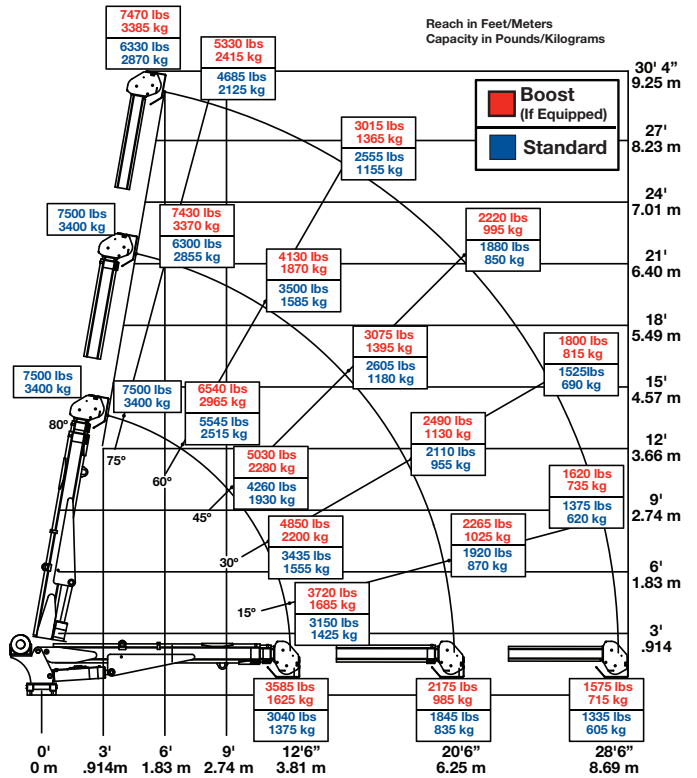 Reach in Feet/Meters
Capacity in Pounds/Kilograms
Boost
(If Equipped)
Standard
7470 lbs
3385 kg
6330 lbs
2870 kg
5330 lbs
2415 kg
4685 lbs
2125 kg
30' 4”
9.25 m
3015 lbs
1365 kg
2555 lbs
1155 kg
27'
8.23 m
24'
7.01 m
7500 lbs
3400 kg
7430 lbs
3370 kg
6300 lbs
2855 kg
4130 lbs
1870 kg
3500 lbs
1585 kg
2220 lbs
995 kg
1880 lbs
850 kg
21'
6.40 m
18'
5.49 m
3075 lbs
1395 kg
2605 lbs
1180 kg
1800 lbs
815 kg
1525lbs
690 kg
15'
4.57 m
7500 lbs
3400 kg
7500 lbs
3400 kg
6540 lbs
2965 kg
5545 lbs
2515 kg
80º
75º
60º
45º
30º
15º
5030 lbs
2280 kg
4260 lbs
1930 kg
2490 lbs
1130 kg
2110 lbs
955 kg
12'
3.66 m
1620 lbs
735 kg
1375 lbs
620 kg
9'
2.74 m
4850 lbs
2200 kg
3435 lbs
1555 kg
2265 lbs
1025 kg
1920 lbs
870 kg
6'
1.83 m
3720 lbs
1685 kg
3150 lbs
1425 kg
3'
.914
3585 lbs
1625 kg
3040 lbs
1375 kg
2175 lbs
985 kg
1845 lbs
835 kg
1575 lbs
715 kg
1335 lbs
605 kg
0'
0 m
3'
.914m
6'
1.83 m
9'
2.74 m
12'6”
3.81 m
20'6”
6.25 m
28'6”
8.69 m